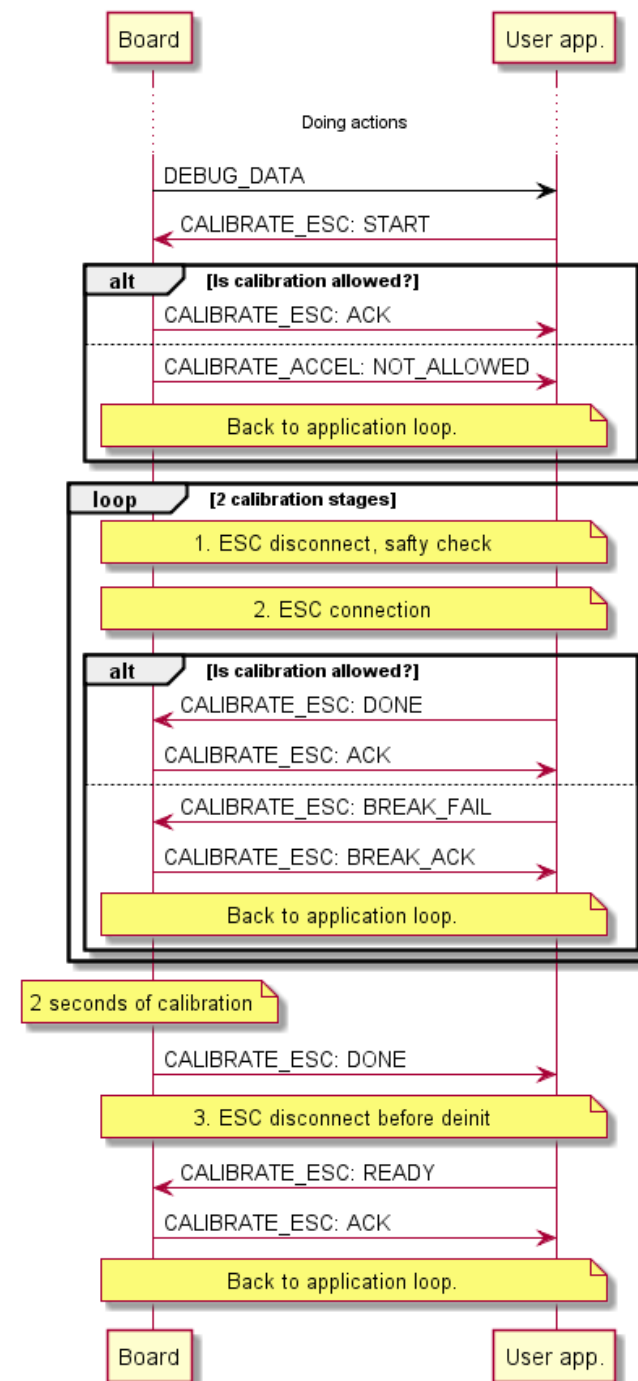 Board
User app.
Doing actions
DEBUG_DATA
CALIBRATE_ESC: START
alt [Is calibration allowed?]
CALIBRATE_ESC: ACK
CALIBRATE_ACCEL: NOT_ALLOWED
Back to application loop.
loop [2 calibration stages]
1. ESC disconnect, safty check
2. ESC connection
alt [Is calibration allowed?]
CALIBRATE_ESC: DONE
CALIBRATE_ESC: ACK
CALIBRATE_ESC: BREAK_FAIL
CALIBRATE_ESC: BREAK_ACK
Back to application loop.
2 seconds of calibration
CALIBRATE_ESC: DONE
3. ESC disconnect before deinit
CALIBRATE_ESC: READY
CALIBRATE_ESC: ACK
Back to application loop.
Board
User app.